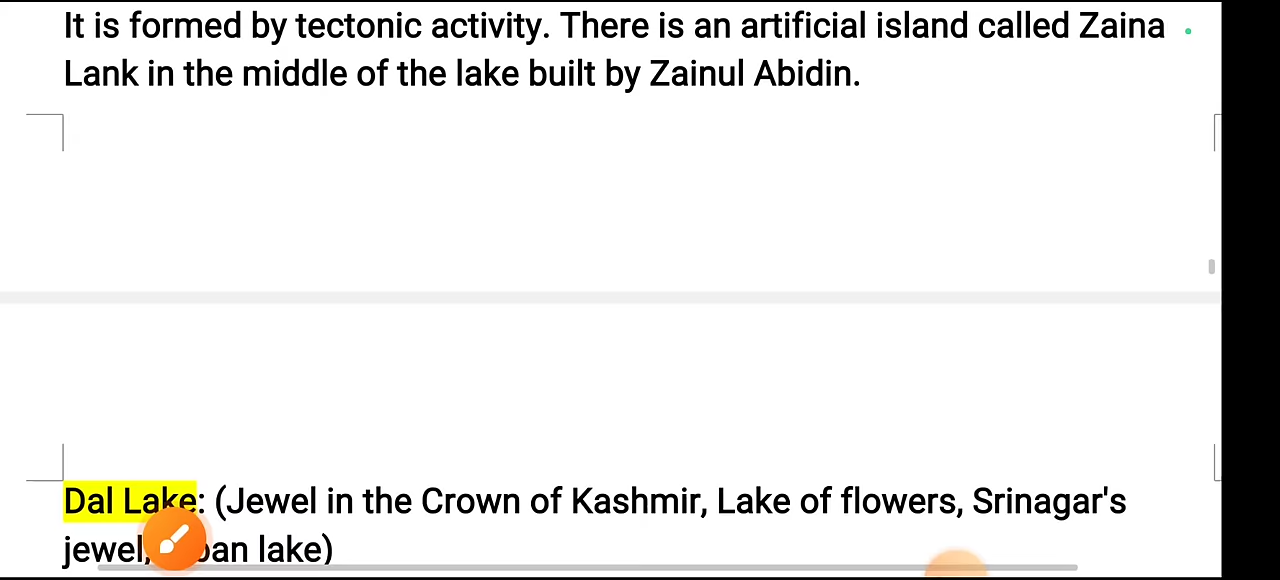 It is formed by tectonic activity. There is an artificial island called Zaina
Lank in the middle of the lake built by Zainul Abidin.
Dal Lake: (Jewel in the Crown of Kashmir, Lake of flowers, Srinagar's
jewel, lake)